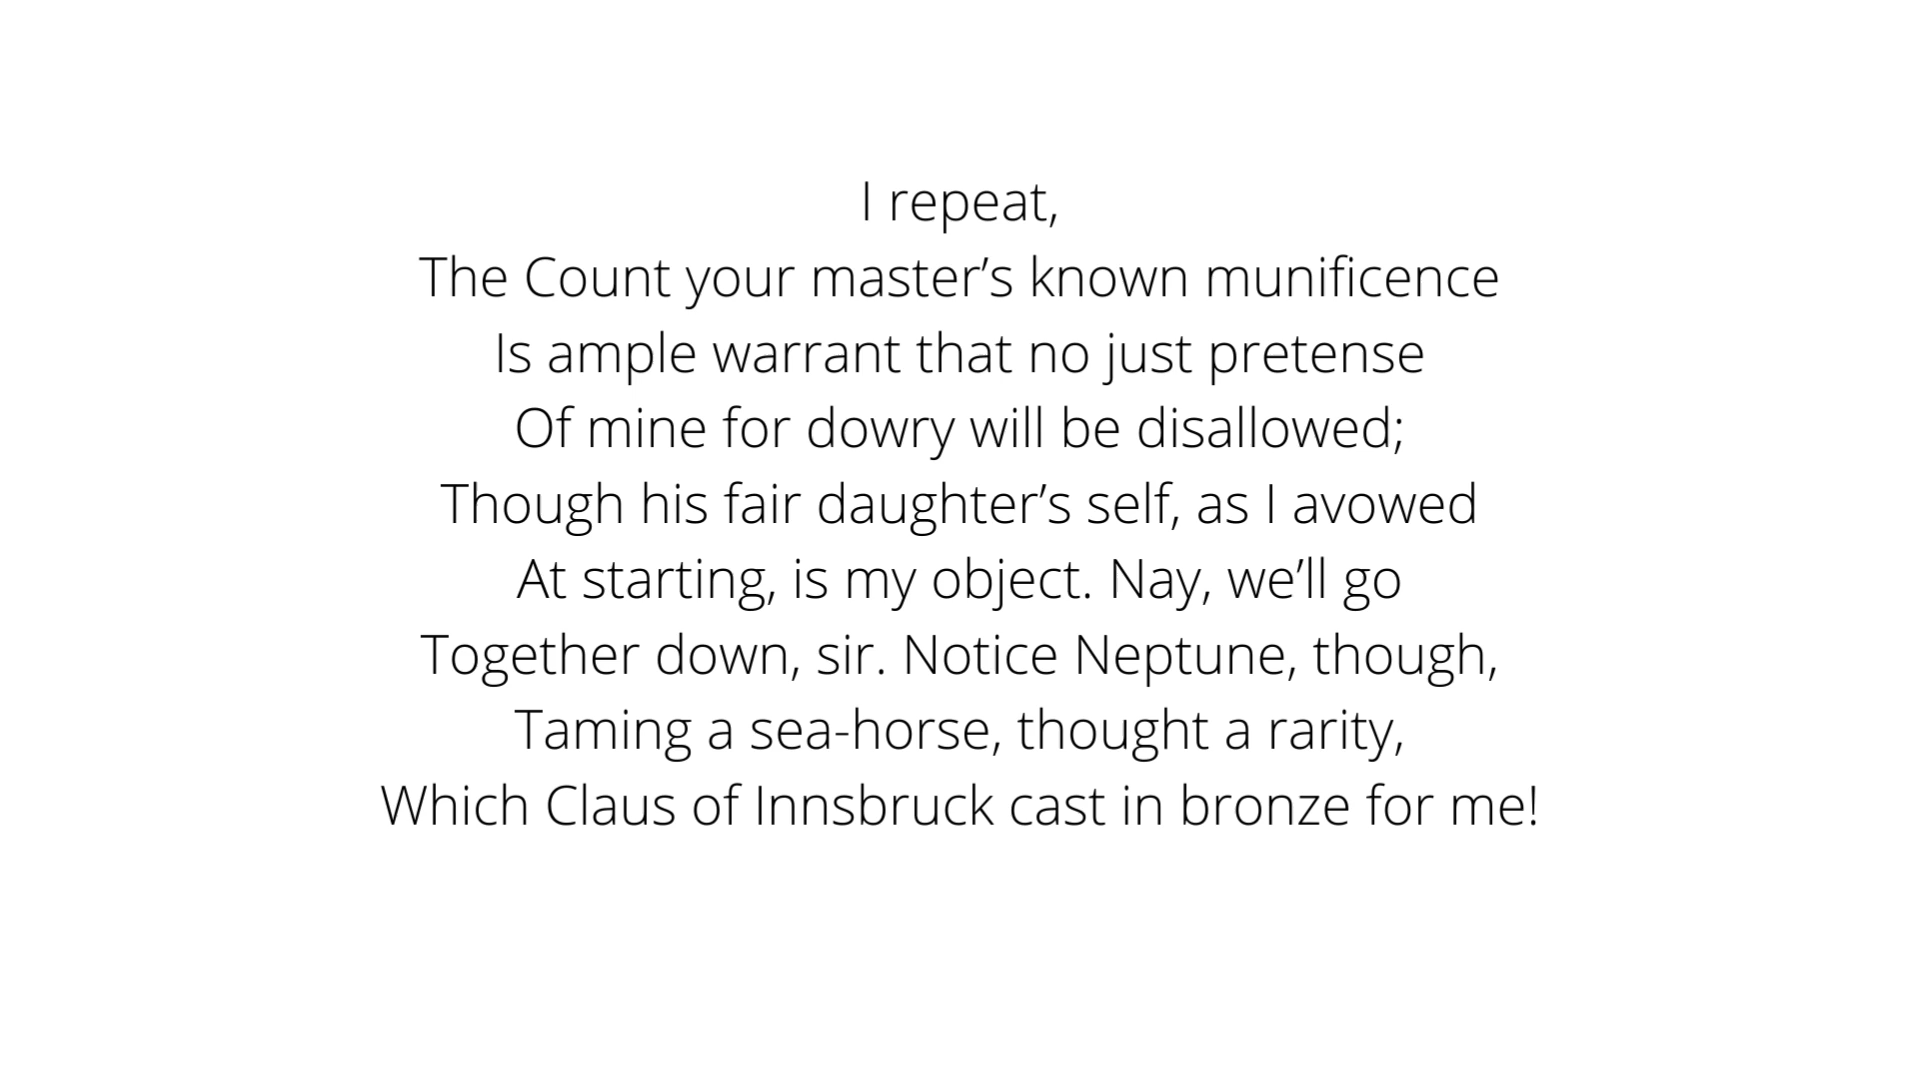 I repeat,
The Count your master’s known munificence
Is ample warrant that no just pretense
Of mine for dowry will be disallowed;
Though his fair daughter’s self, as I avowed
At starting, is my object. Nay, we’ll go
Together down, sir. Notice Neptune, though,
Taming a sea-horse, thought a rarity,
Which Claus of Innsbruck cast in bronze for me!